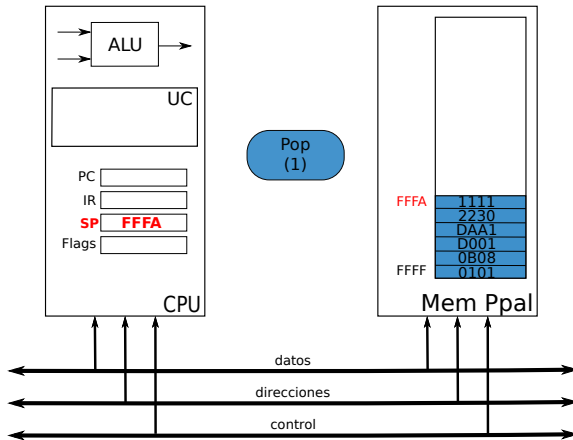 ALU
UC
PC
IR
SP FFFA
Flags
CPU
Pop
(1)
FFFA 1111
2230
DAA1
D001
0B08
FFFF 0101
Mem Ppal
datos
direcciones
control